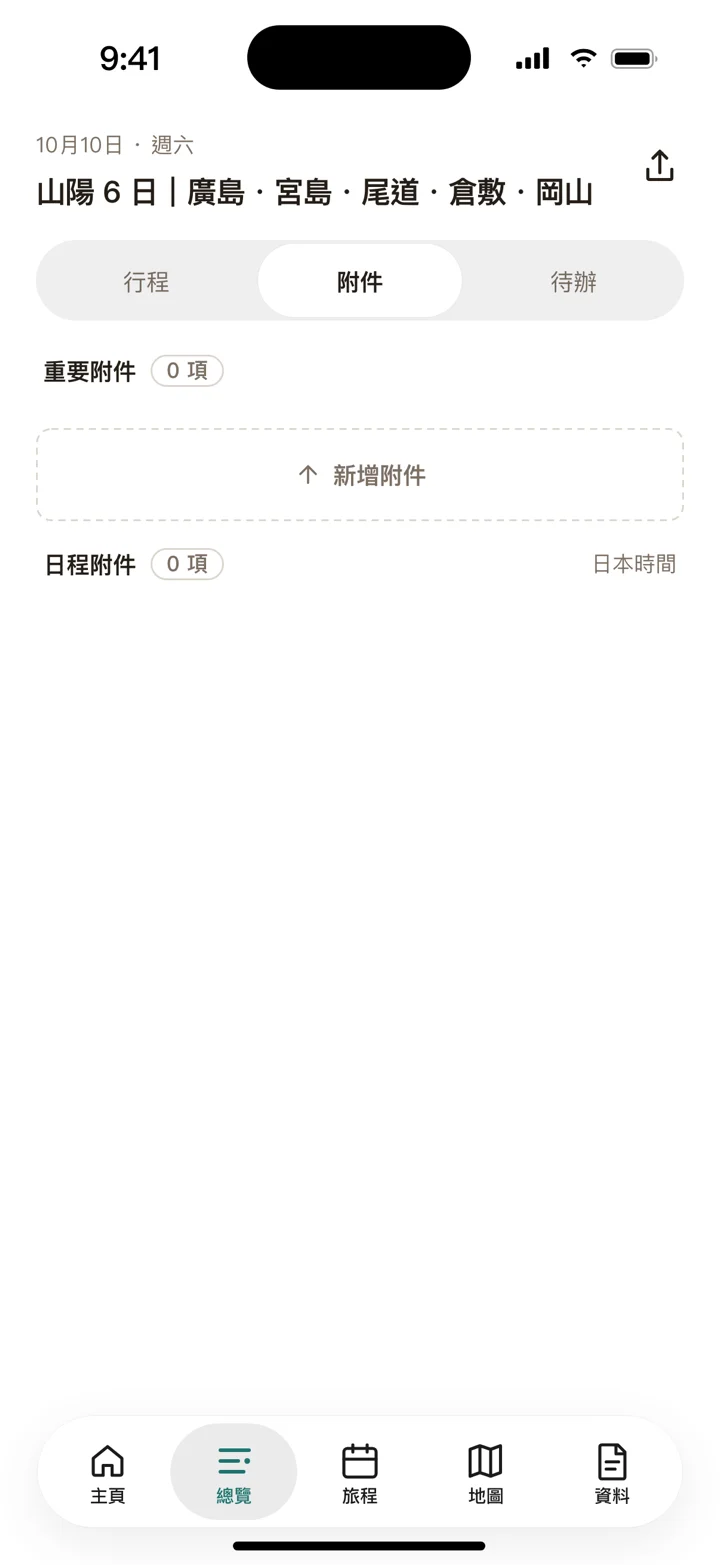 9:41
10月10日 · 週六
山陽 6 日｜廣島 · 宮島 · 尾道 · 倉敷 · 岡山
行程 附件 待辦
重要附件 0 項
新增附件
日程附件 0 項 日本時間
主頁 總覽 旅程 地圖 資料